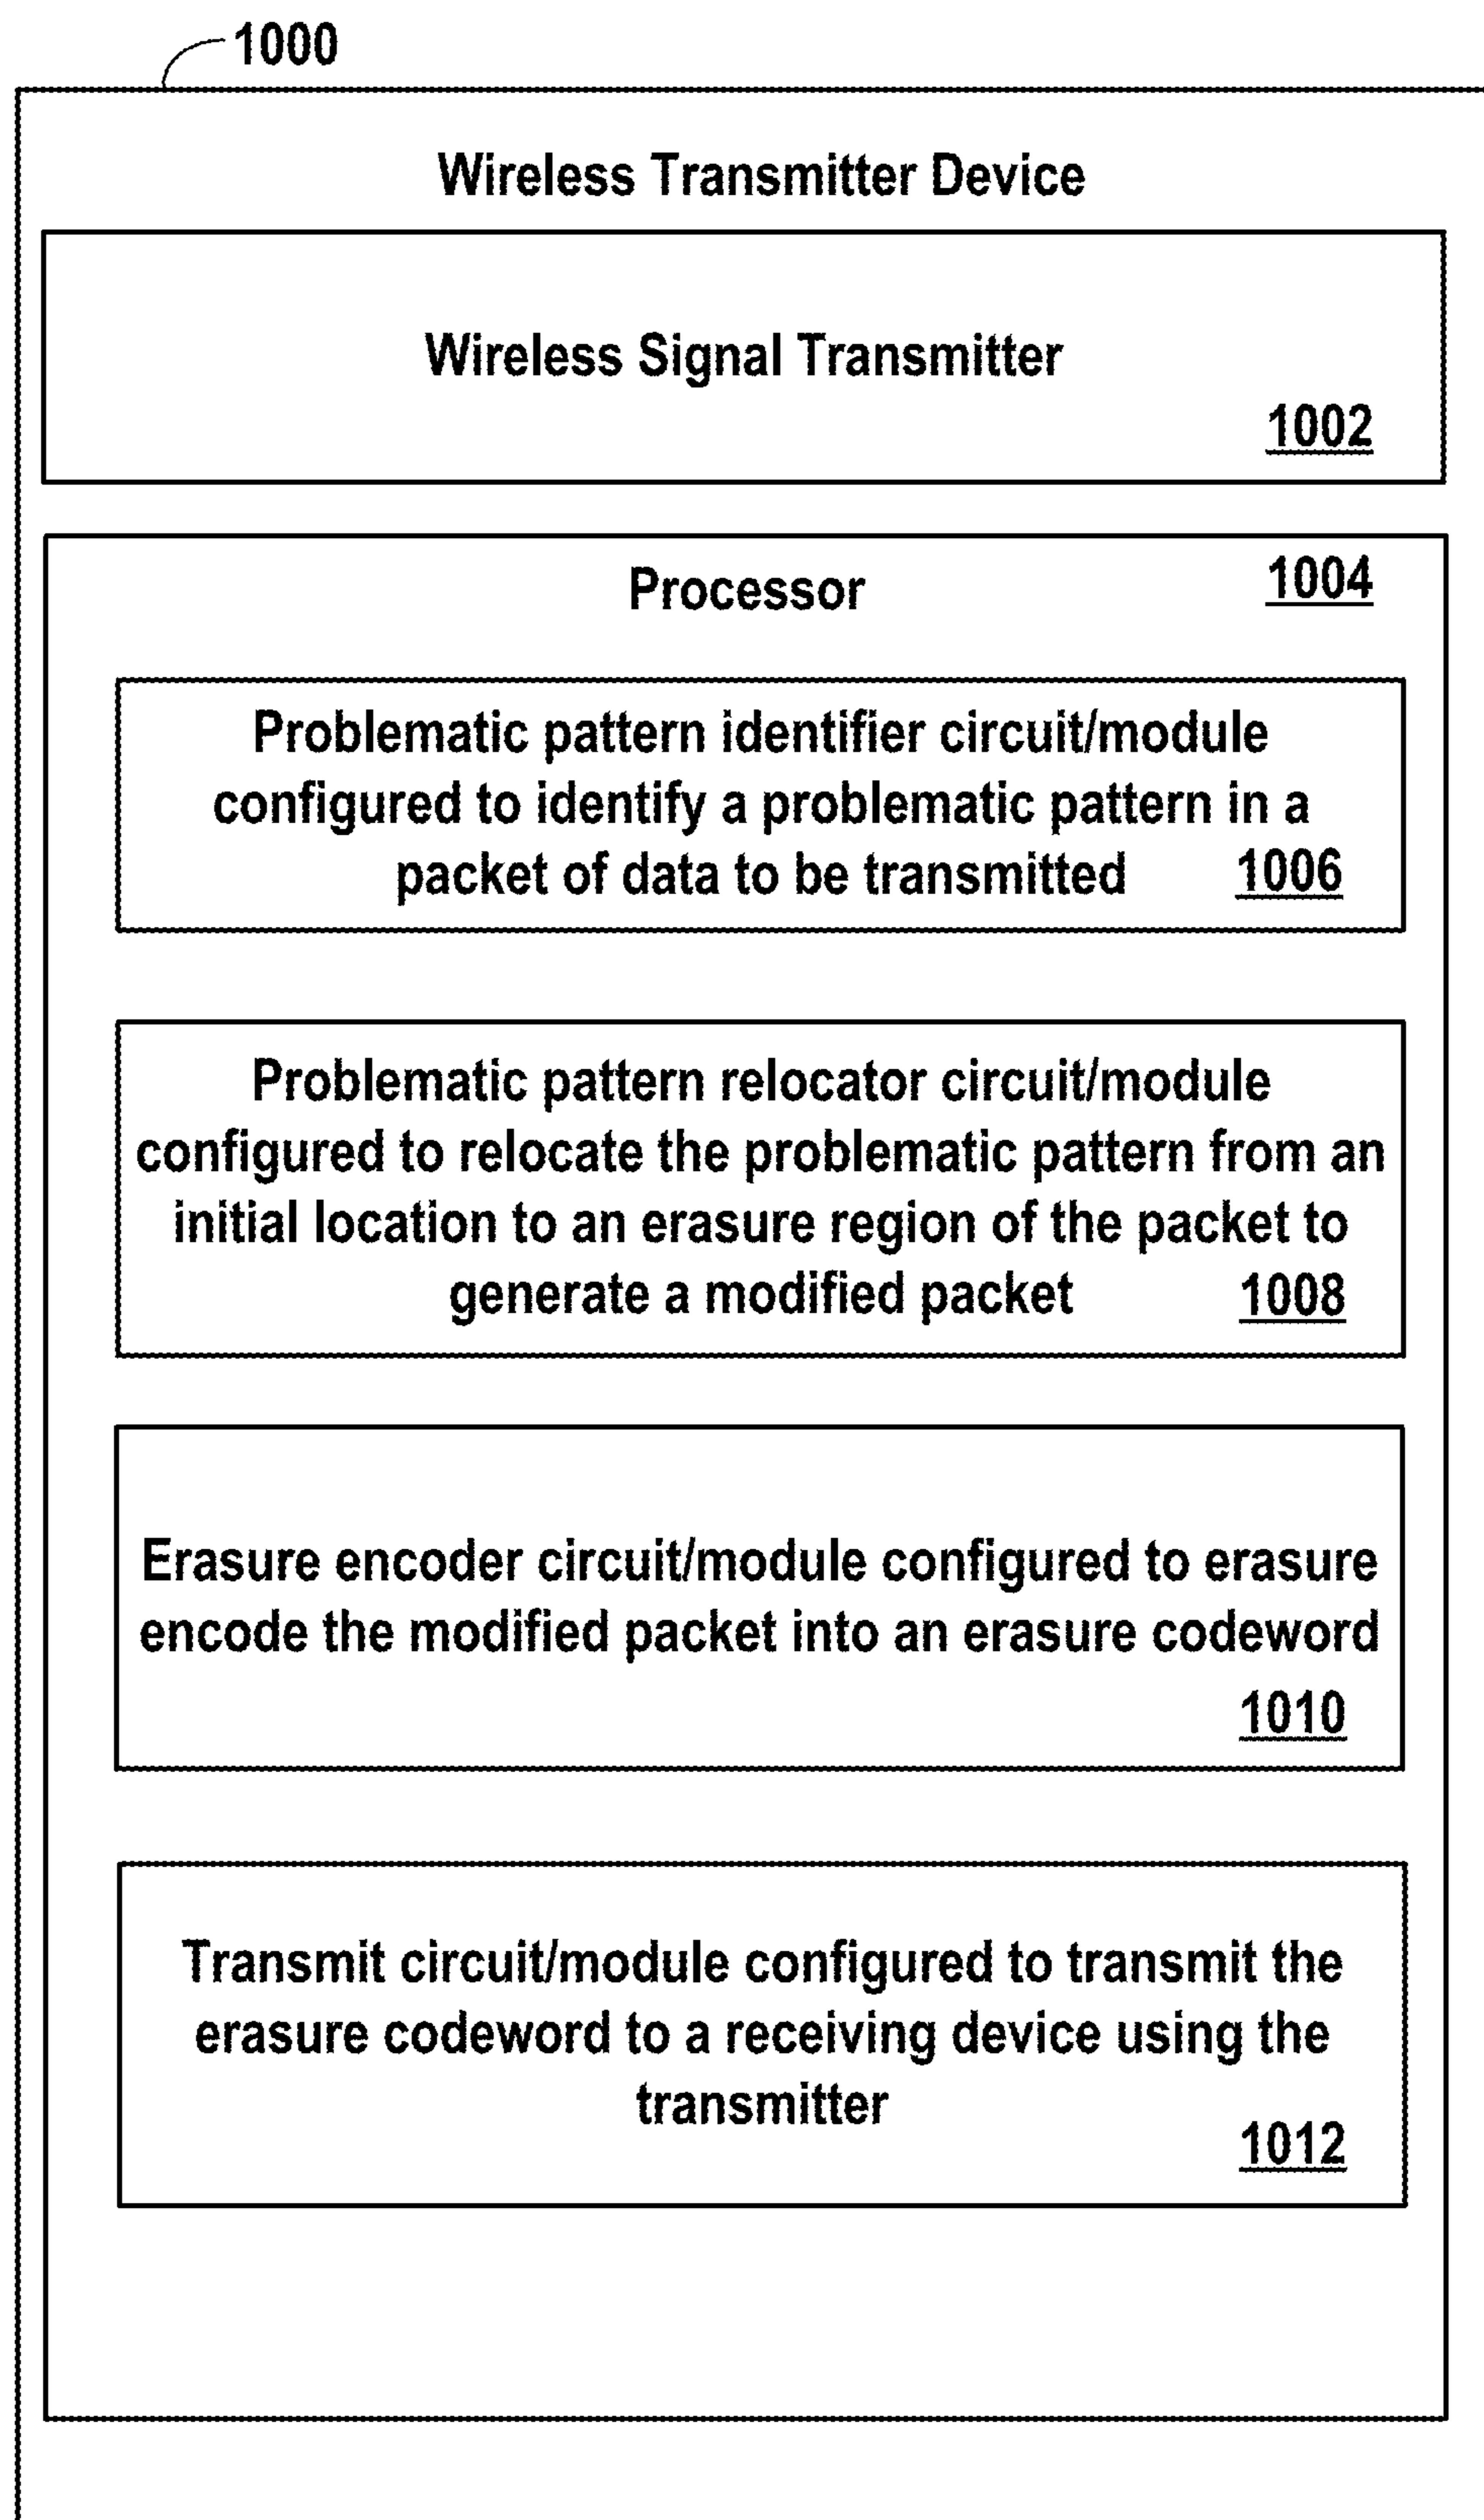 1000
Wireless Transmitter Device
Wireless Signal Transmitter
1002
Processor 1004
Problematic pattern identifier circuit/module
configured to identify a problematic pattern in a
packet of data to be transmitted 1006
Problematic pattern relocator circuit/module
configured to relocate the problematic pattern from an
initial location to an erasure region of the packet to
generate a modified packet 1008
Erasure encoder circuit/module configured to erasure
encode the modified packet into an erasure codeword
1010
Transmit circuit/module configured to transmit the
erasure codeword to a receiving device using the
transmitter
1012